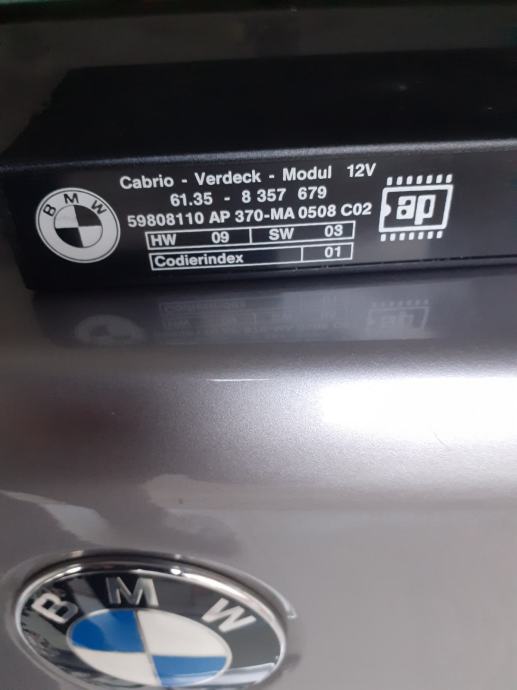 Cabrio - Verdeck - Modul 12V
61.35 - 8 357 679
59808110 AP 370-MA 0508 C02
HW 09 SW 03
Codierindex 01
BMW
ap
BMW